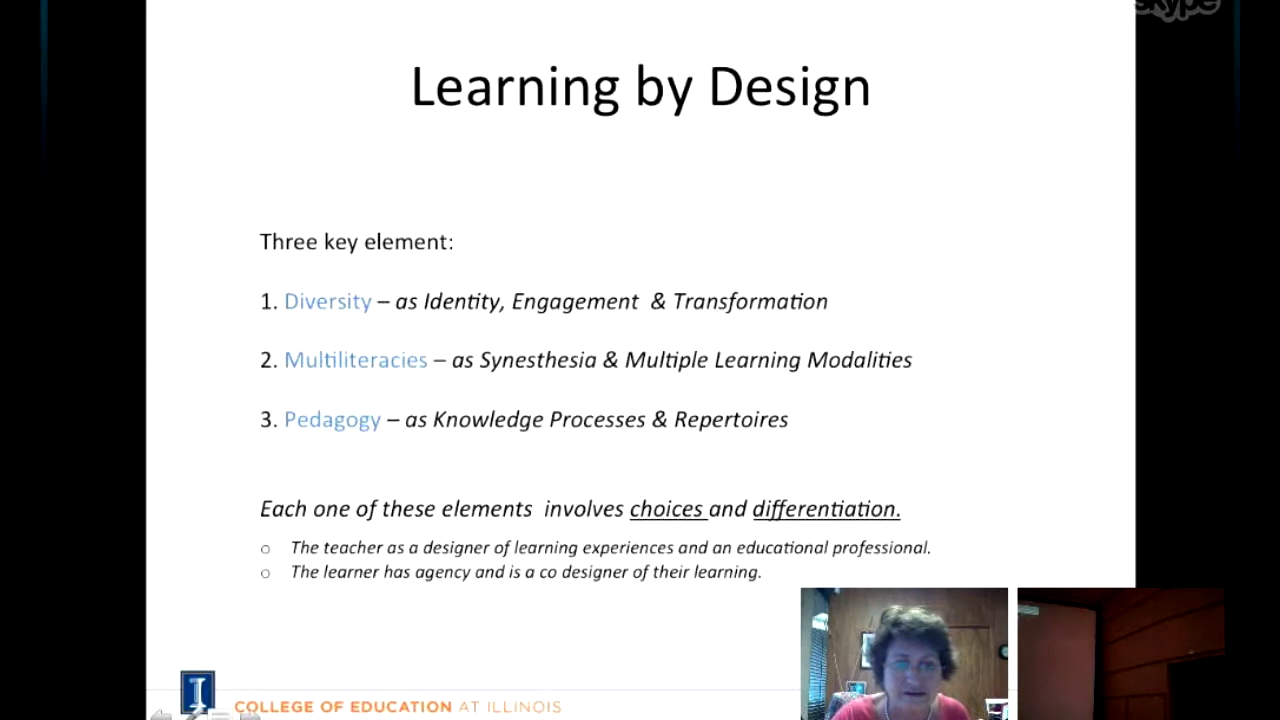 skype
Learning by Design
Three key element:
1. Diversity – as Identity, Engagement & Transformation
2. Multiliteracies – as Synesthesia & Multiple Learning Modalities
3. Pedagogy – as Knowledge Processes & Repertoires
Each one of these elements involves choices and differentiation.
○ The teacher as a designer of learning experiences and an educational professional.
○ The learner has agency and is a co designer of their learning.
I
COLLEGE OF EDUCATION AT ILLINOIS